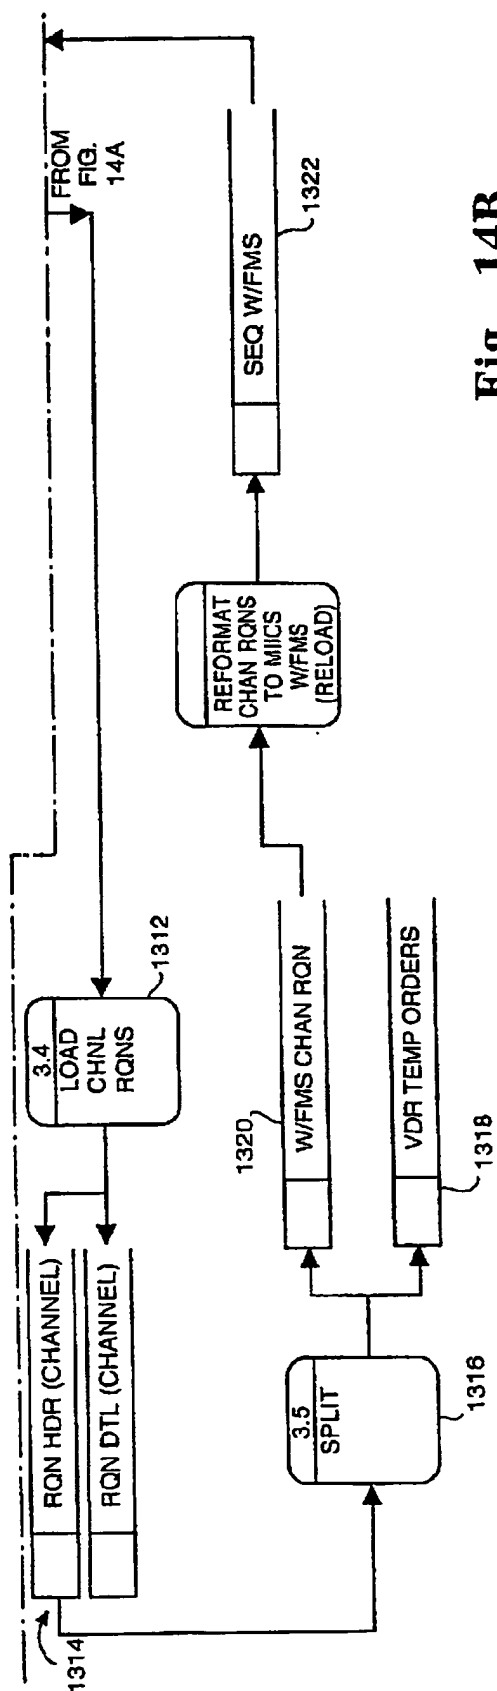 FROM
FIG.
14A
3.4
LOAD
CHNL
RQNS
1312
RQN HDR (CHANNEL)
RQN DTL (CHANNEL)
1314
3.5
SPLIT
1316
1320
W/FMS CHAN RQN
VDR TEMP ORDERS
1318
REFORMAT
CHAN RQNS
TO MIICS
W/FMS
(RELOAD)
SEQ W/FMS
1322
Fig. 14B